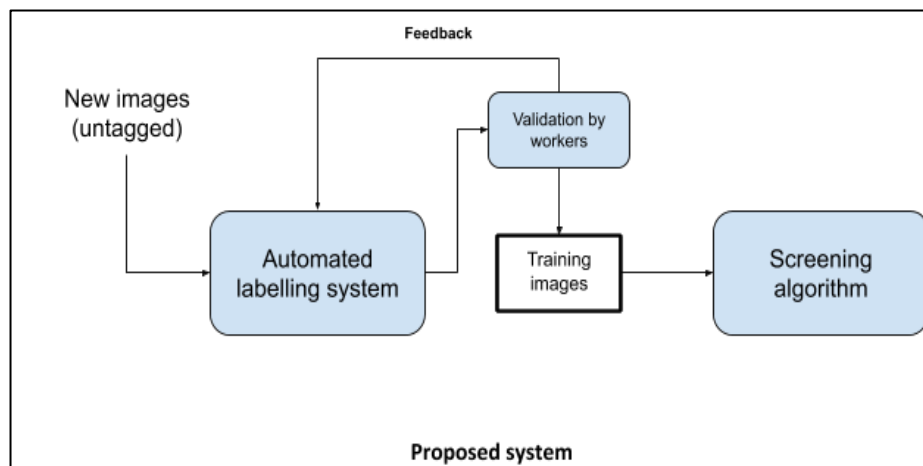 Feedback
New images
(untagged)
Validation by
workers
Automated
labelling system
Training
images
Screening
algorithm
Proposed system